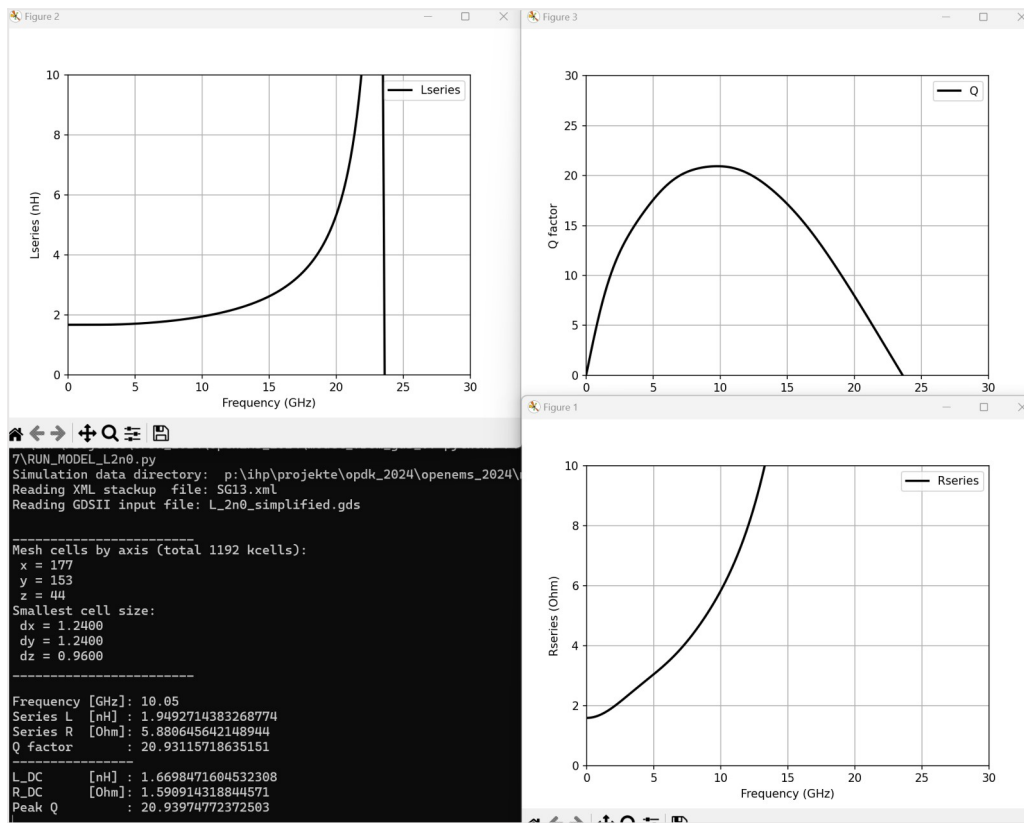 Figure 2
10
8
6
4
2
0
Lseries (nH)
Lseries
0 5 10 15 20 25 30
Frequency (GHz)
Figure 3
30
25
20
15
10
5
0
Q factor
Q
0 5 10 15 20 25 30
7\RUN_MODEL_L2n0.py
Simulation data directory:  p:\ihp\projekte\opdk_2024\openems_2024\
Reading XML stackup  file: SG13.xml
Reading GDSII input file: L_2n0_simplified.gds
________________________
Mesh cells by axis (total 1192 kcells):
x = 177
y = 153
z = 44
Smallest cell size:
dx = 1.2400
dy = 1.2400
dz = 0.9600
________________________
Frequency [GHz]: 10.05
Series L  [nH] : 1.9492714383268774
Series R  [Ohm]: 5.880645642148944
Q factor       : 20.93115718635151
----------------
L_DC      [nH] : 1.6698471604532308
R_DC      [Ohm]: 1.590914318844571
Peak Q         : 20.93974772372503
Figure 1
10
8
6
4
2
0
Rseries (Ohm)
Rseries
0 5 10 15 20 25 30
Frequency (GHz)